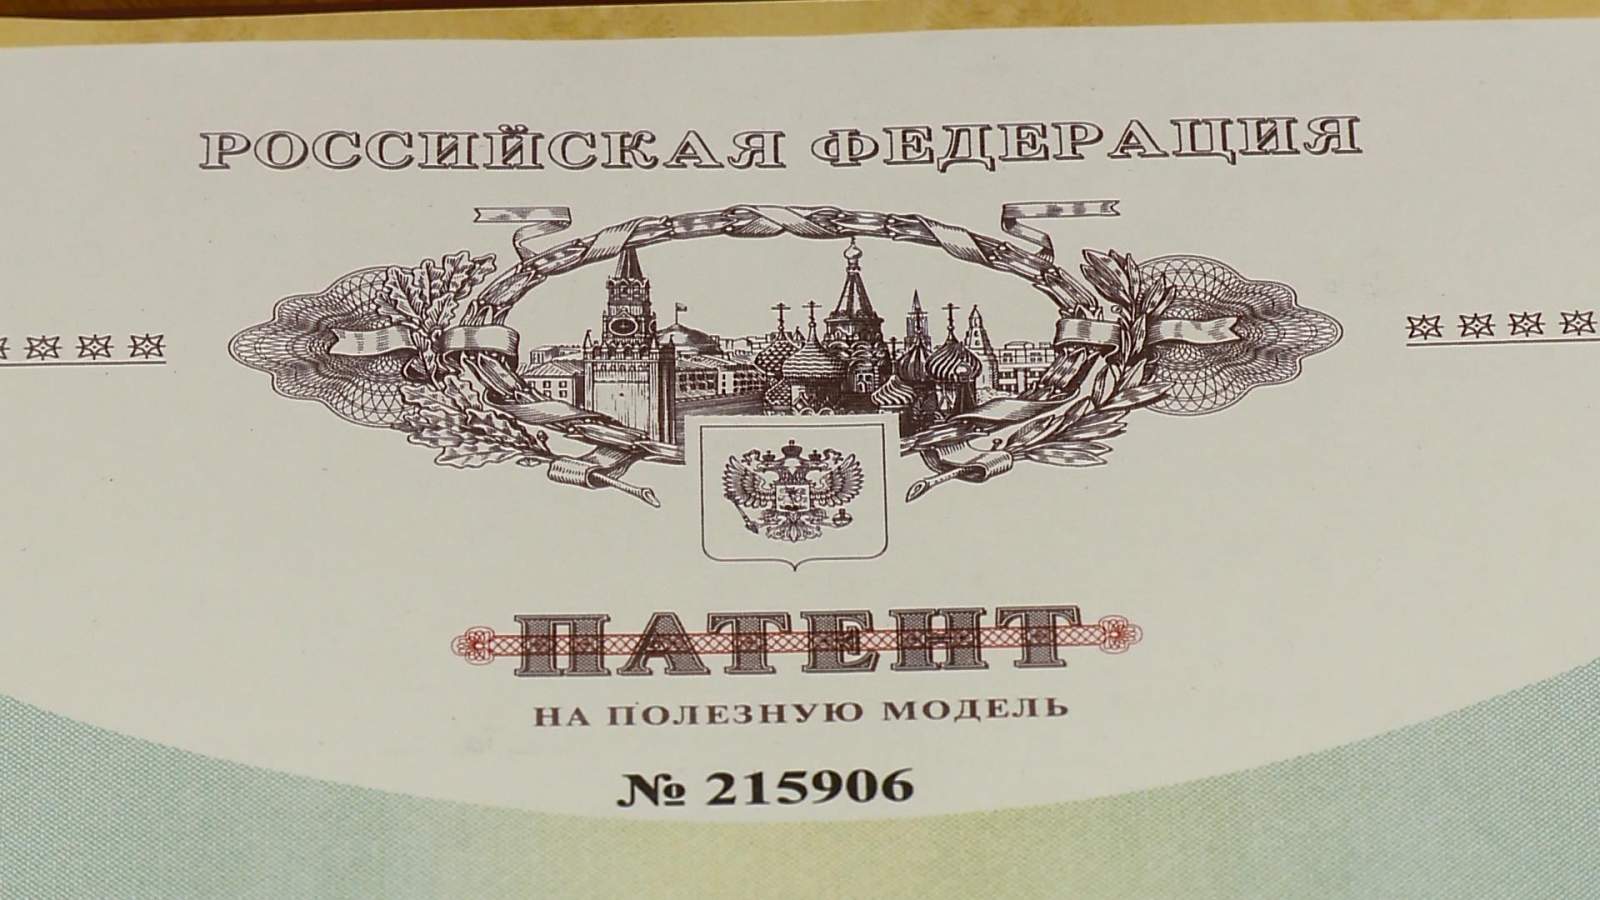 РОССИЙСКАЯ ФЕДЕРАЦИЯ
ПАТЕНТ
НА ПОЛЕЗНУЮ МОДЕЛЬ
№ 215906